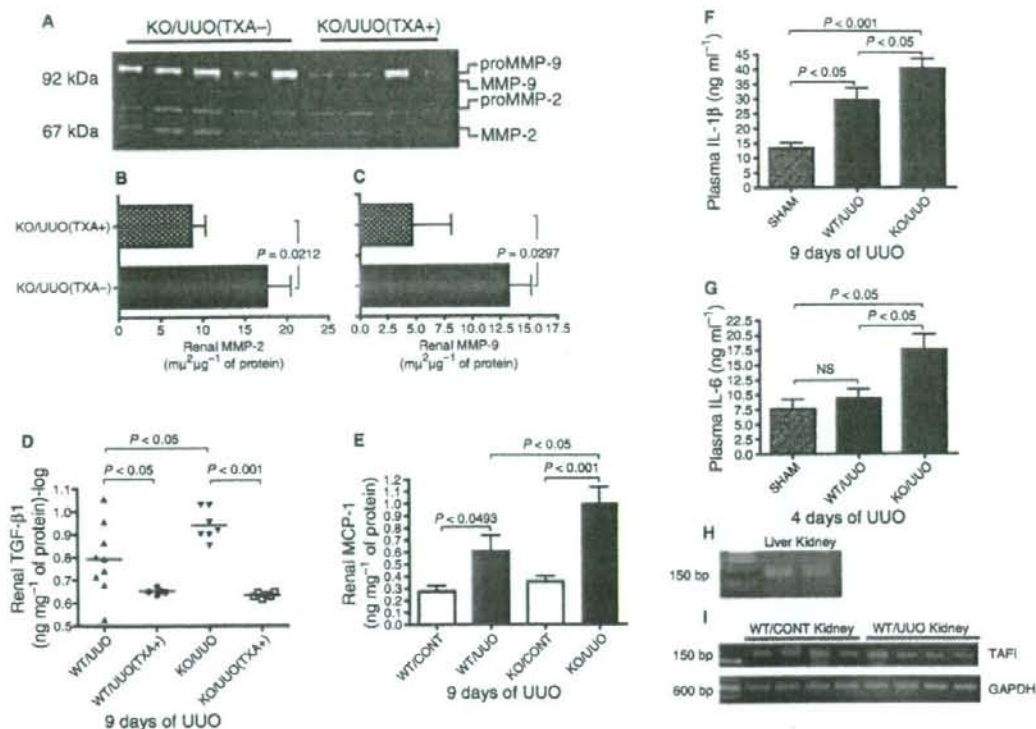 A
KO/UUO(TXA–)
KO/UUO(TXA+)
92 kDa
67 kDa
proMMP-9
MMP-9
proMMP-2
MMP-2
B
KO/UUO(TXA+)
KO/UUO(TXA–)
P = 0.0212
0 5 10 15 20 25
Renal MMP-2
(mµ²µg⁻¹ of protein)
C
P = 0.0297
0 2.5 5.0 7.5 10.0 12.5 15.0 17.5
Renal MMP-9
(mµ²µg⁻¹ of protein)
D
P < 0.05
P < 0.05
P < 0.001
Renal TGF-β1
(ng mg⁻¹ of protein)-log
1.1
1.0
0.9
0.8
0.7
0.6
0.5
WT/UUO
WT/UUO(TXA+)
KO/UUO
KO/UUO(TXA+)
9 days of UUO
E
P < 0.05
P < 0.001
P < 0.0493
Renal MCP-1
(ng mg⁻¹ of protein)
1.3
1.2
1.1
1.0
0.9
0.8
0.7
0.6
0.5
0.4
0.3
0.2
0.1
0.0
WT/CONT
WT/UUO
KO/CONT
KO/UUO
9 days of UUO
F
P < 0.001
P < 0.05
P < 0.05
Plasma IL-1β (ng ml⁻¹)
45
40
35
30
25
20
15
10
5
0
SHAM
WT/UUO
KO/UUO
9 days of UUO
G
P < 0.05
P < 0.05
NS
Plasma IL-6 (ng ml⁻¹)
22.5
20.0
17.5
15.0
12.5
10.5
7.5
5.0
2.5
0.0
SHAM
WT/UUO
KO/UUO
4 days of UUO
H
Liver Kidney
150 bp
I
WT/CONT Kidney
WT/UUO Kidney
150 bp
TAFi
600 bp
GAPDH